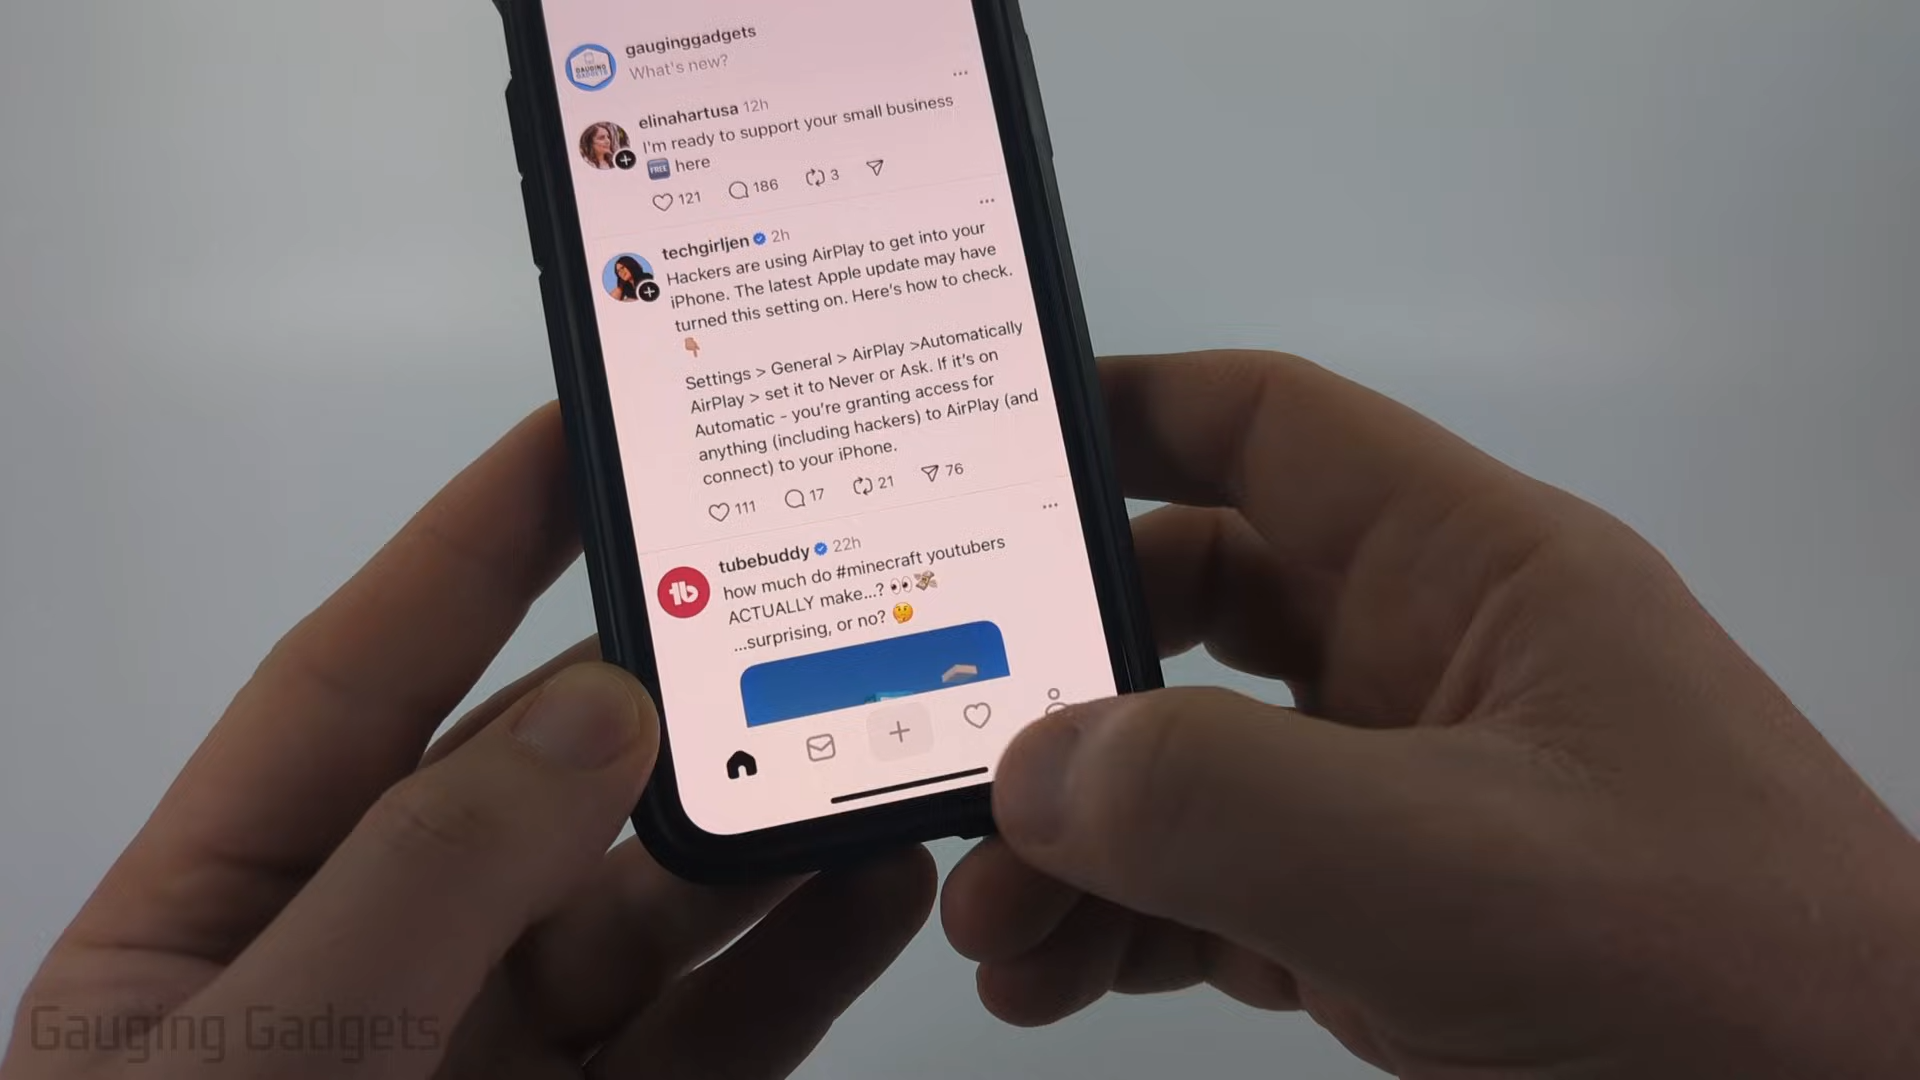 gauginggadgets
What's new?
GAUGING
GADGETS
elinahartusa 12h
I'm ready to support your small business
FREE here
121 186 3
techgirljen 2h
Hackers are using AirPlay to get into your
iPhone. The latest Apple update may have
turned this setting on. Here's how to check.
👇🏼
Settings > General > AirPlay >Automatically
AirPlay > set it to Never or Ask. If it's on
Automatic - you're granting access for
anything (including hackers) to AirPlay (and
connect) to your iPhone.
111 17 21 76
tubebuddy 22h
how much do #minecraft youtubers
ACTUALLY make...? 👀💸
...surprising, or no? 🤔
tb
Gauging Gadgets